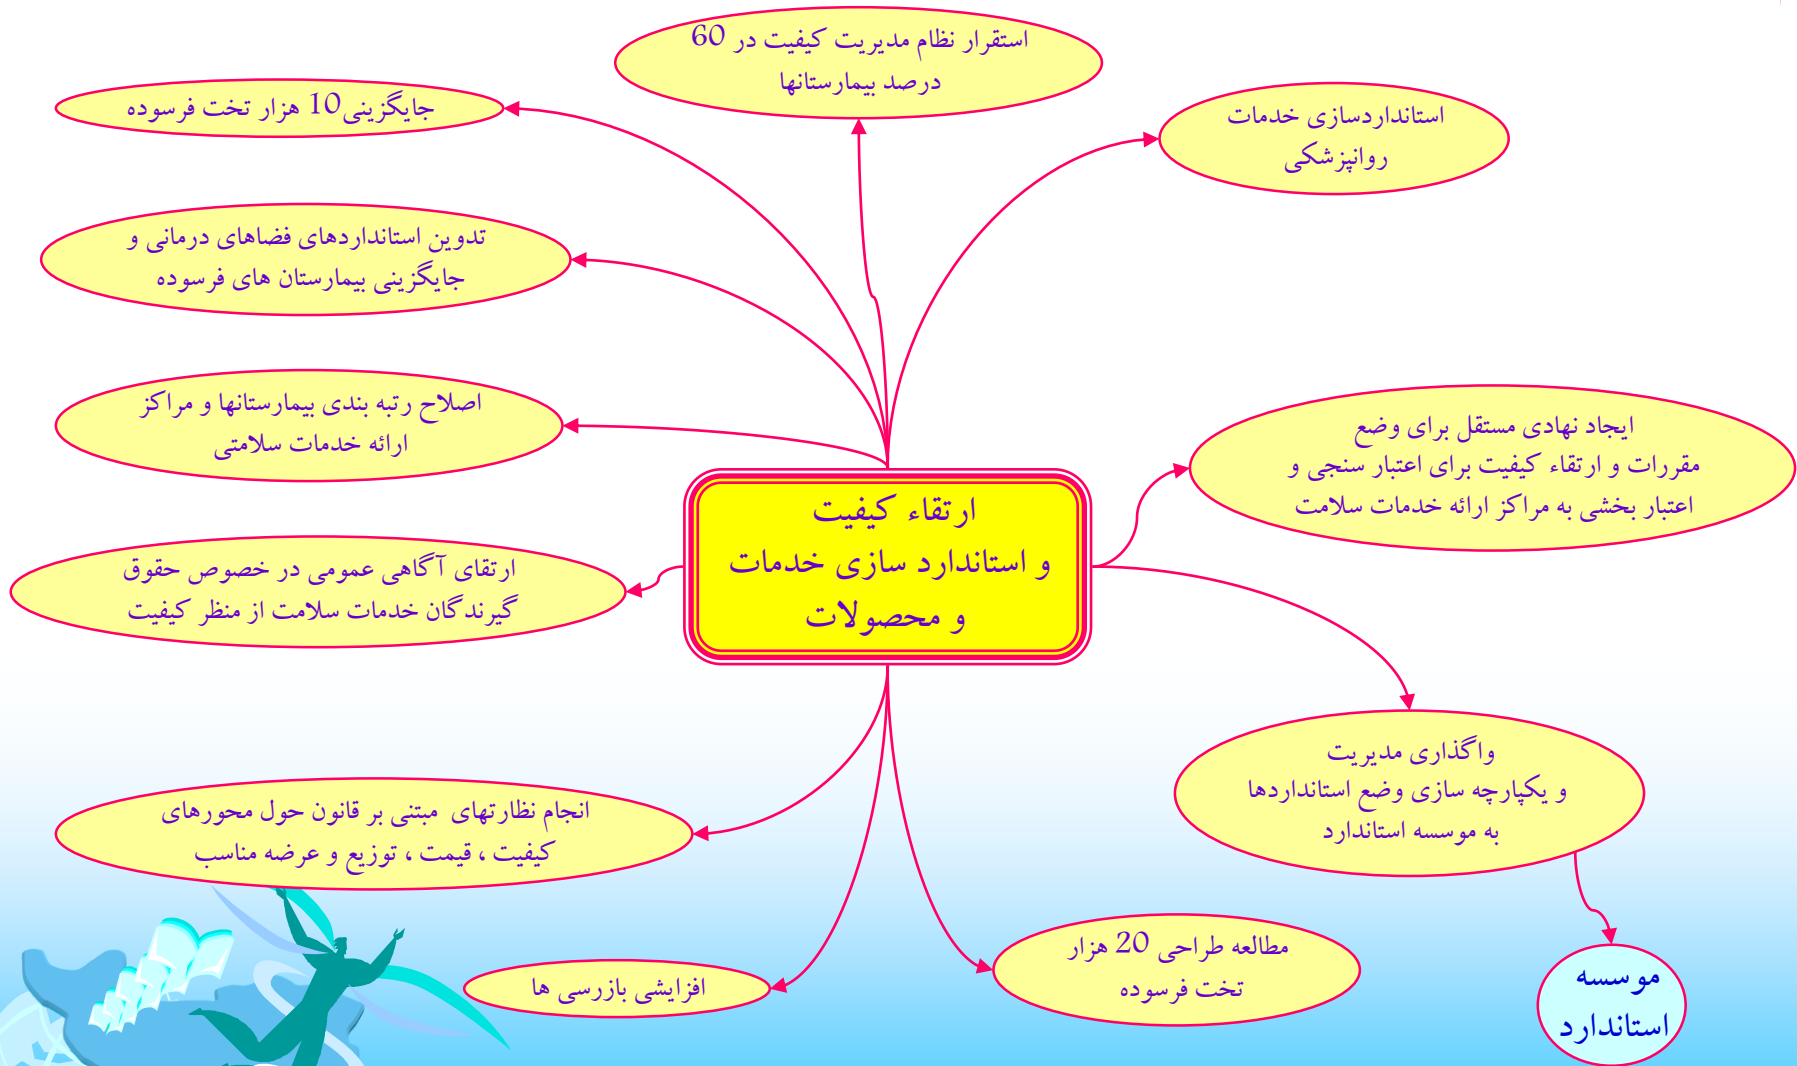 استقرار نظام مدیریت کیفیت در 60
درصد بیمارستانها
استانداردسازی خدمات
روانپزشکی
جایگزینی10 هزار تخت فرسوده
تدوین استانداردهای فضاهای درمانی و
جایگزینی بیمارستان های فرسوده
اصلاح رتبه بندی بیمارستانها و مراکز
ارائه خدمات سلامتی
ایجاد نهادی مستقل برای وضع
مقررات و ارتقاء کیفیت برای اعتبار سنجی و
اعتبار بخشی به مراکز ارائه خدمات سلامت
ارتقاء کیفیت
و استاندارد سازی خدمات
و محصولات
ارتقای آگاهی عمومی در خصوص حقوق
گیرندگان خدمات سلامت از منظر کیفیت
واگذاری مدیریت
و یکپارچه سازی وضع استانداردها
به موسسه استاندارد
انجام نظارتهای مبتنی بر قانون حول محورهای
کیفیت ، قیمت ، توزیع و عرضه مناسب
مطالعه طراحی 20 هزار
تخت فرسوده
افزایشی بازرسی ها
موسسه
استاندارد